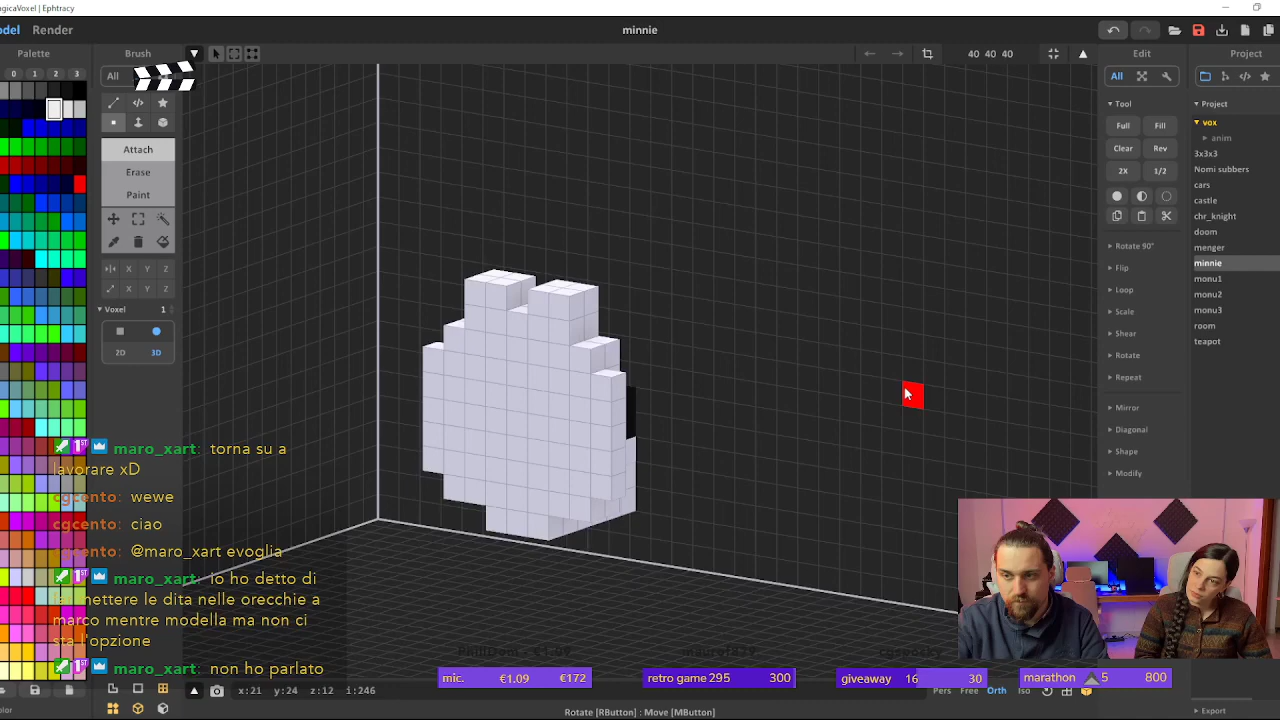 agicaVoxel | Ephtracy
odel Render
minnie
Palette Brush
40 40 40
Edit Project
0 1 2 3
All
All
Tool
Full Fill
Clear Rev
2X 1/2
Rotate 90°
Flip
Loop
Scale
Shear
Rotate
Repeat
Mirror
Diagonal
Shape
Modify
Project
vox
anim
3x3x3
Nomi subbers
cars
castle
chr_knight
doom
menger
minnie
monu1
monu2
monu3
room
teapot
Attach
Erase
Paint
X Y Z
X Y Z
Voxel 1
2D 3D
maro_xart: torna su a
lavorare xD
cgcento: wewe
cgcento: ciao
cgcento: @maro_xart evoglia
maro_xart: Io ho detto di
mettere le dita nelle orecchie a
marco mentre modella ma non ci
sta l'opzione
maro_xart: non ho parlato
mic. €1.09 €172
retro game 295 300
giveaway 16 30
marathon 5 800
olor
x:21 y:24 z:12 i:246
Pers Free Orth Iso
Rotate [RButton] : Move [MButton]
Export